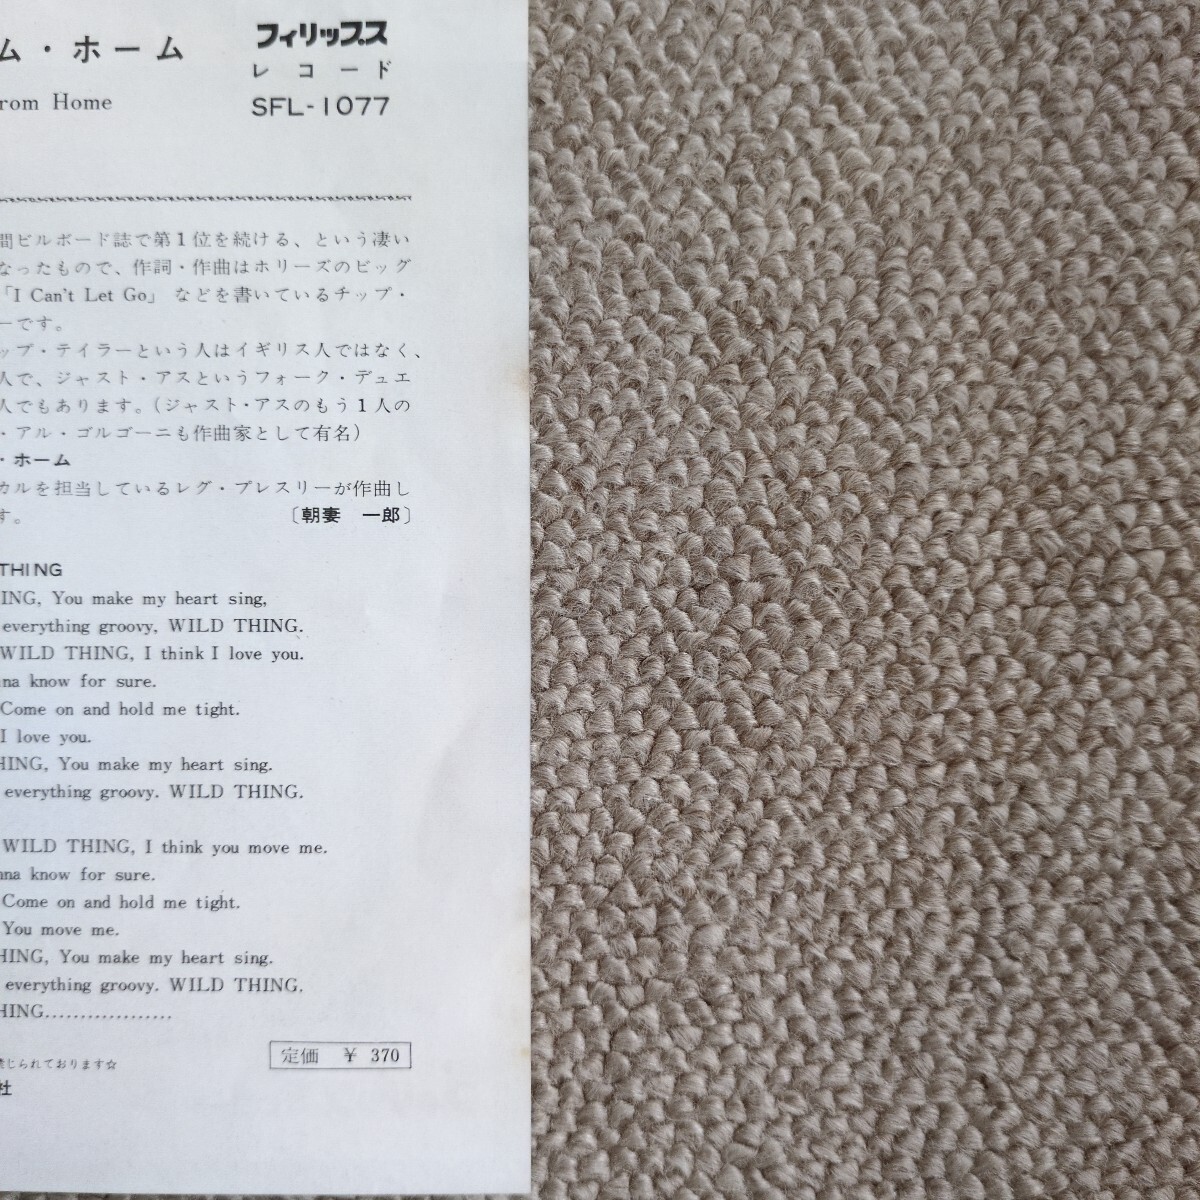 ム・ホーム
フィリップス
レコード
rom Home
SFL-1077
間ビルボード誌で第1位を続ける、という凄い
なったもので、作詞・作曲はホリーズのビッグ
「I Can't Let Go」などを書いているチップ・
ーです。
ップ・テイラーという人はイギリス人ではなく、
人で、ジャスト・アスというフォーク・デュエ
人でもあります。(ジャスト・アスのもう1人の
・アル・ゴルゴーニも作曲家として有名)
・ホーム
カルを担当しているレグ・プレスリーが作曲し
す。 〔朝妻 一郎〕
THING
ING, You make my heart sing,
everything groovy, WILD THING.
WILD THING, I think I love you.
na know for sure.
Come on and hold me tight.
I love you.
HING, You make my heart sing.
everything groovy. WILD THING.
WILD THING, I think you move me.
nna know for sure.
Come on and hold me tight.
You move me.
HING, You make my heart sing.
everything groovy. WILD THING.
HING..................
禁じられております☆
定価 ¥ 370
社